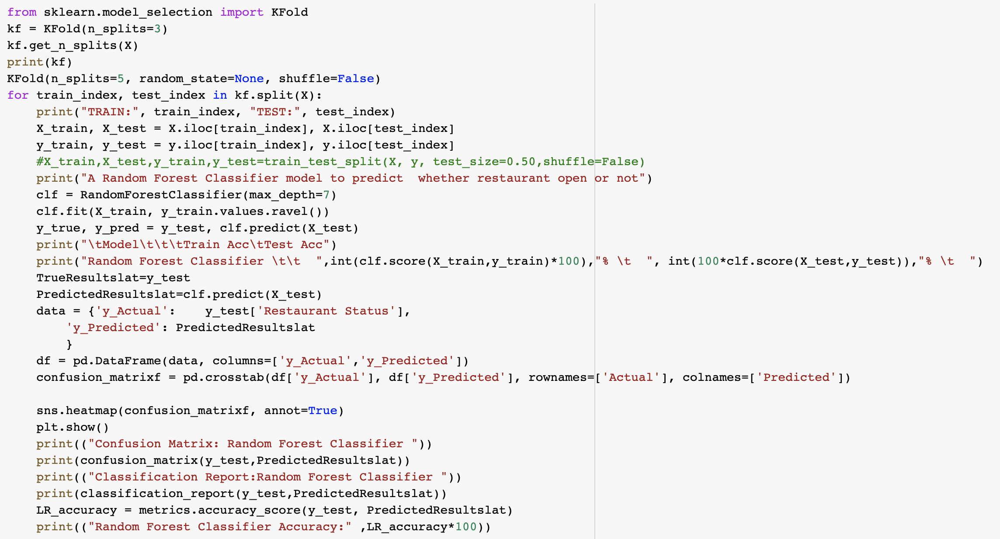 from sklearn.model_selection import KFold
kf = KFold(n_splits=3)
kf.get_n_splits(X)
print(kf)
KFold(n_splits=5, random_state=None, shuffle=False)
for train_index, test_index in kf.split(X):
    print("TRAIN:", train_index, "TEST:", test_index)
    X_train, X_test = X.iloc[train_index], X.iloc[test_index]
    y_train, y_test = y.iloc[train_index], y.iloc[test_index]
    #X_train,X_test,y_train,y_test=train_test_split(X, y, test_size=0.50,shuffle=False)
    print("A Random Forest Classifier model to predict  whether restaurant open or not")
    clf = RandomForestClassifier(max_depth=7)
    clf.fit(X_train, y_train.values.ravel())
    y_true, y_pred = y_test, clf.predict(X_test)
    print("\tModel\t\t\tTrain Acc\tTest Acc")
    print("Random Forest Classifier \t\t  ",int(clf.score(X_train,y_train)*100),"% \t  ", int(100*clf.score(X_test,y_test)),"% \t  ")
    TrueResultslat=y_test
    PredictedResultslat=clf.predict(X_test)
    data = {'y_Actual':    y_test['Restaurant Status'],
        'y_Predicted': PredictedResultslat
        }
    df = pd.DataFrame(data, columns=['y_Actual','y_Predicted'])
    confusion_matrixf = pd.crosstab(df['y_Actual'], df['y_Predicted'], rownames=['Actual'], colnames=['Predicted'])

    sns.heatmap(confusion_matrixf, annot=True)
    plt.show()
    print(("Confusion Matrix: Random Forest Classifier "))
    print(confusion_matrix(y_test,PredictedResultslat))
    print(("Classification Report:Random Forest Classifier "))
    print(classification_report(y_test,PredictedResultslat))
    LR_accuracy = metrics.accuracy_score(y_test, PredictedResultslat)
    print(("Random Forest Classifier Accuracy:" ,LR_accuracy*100))